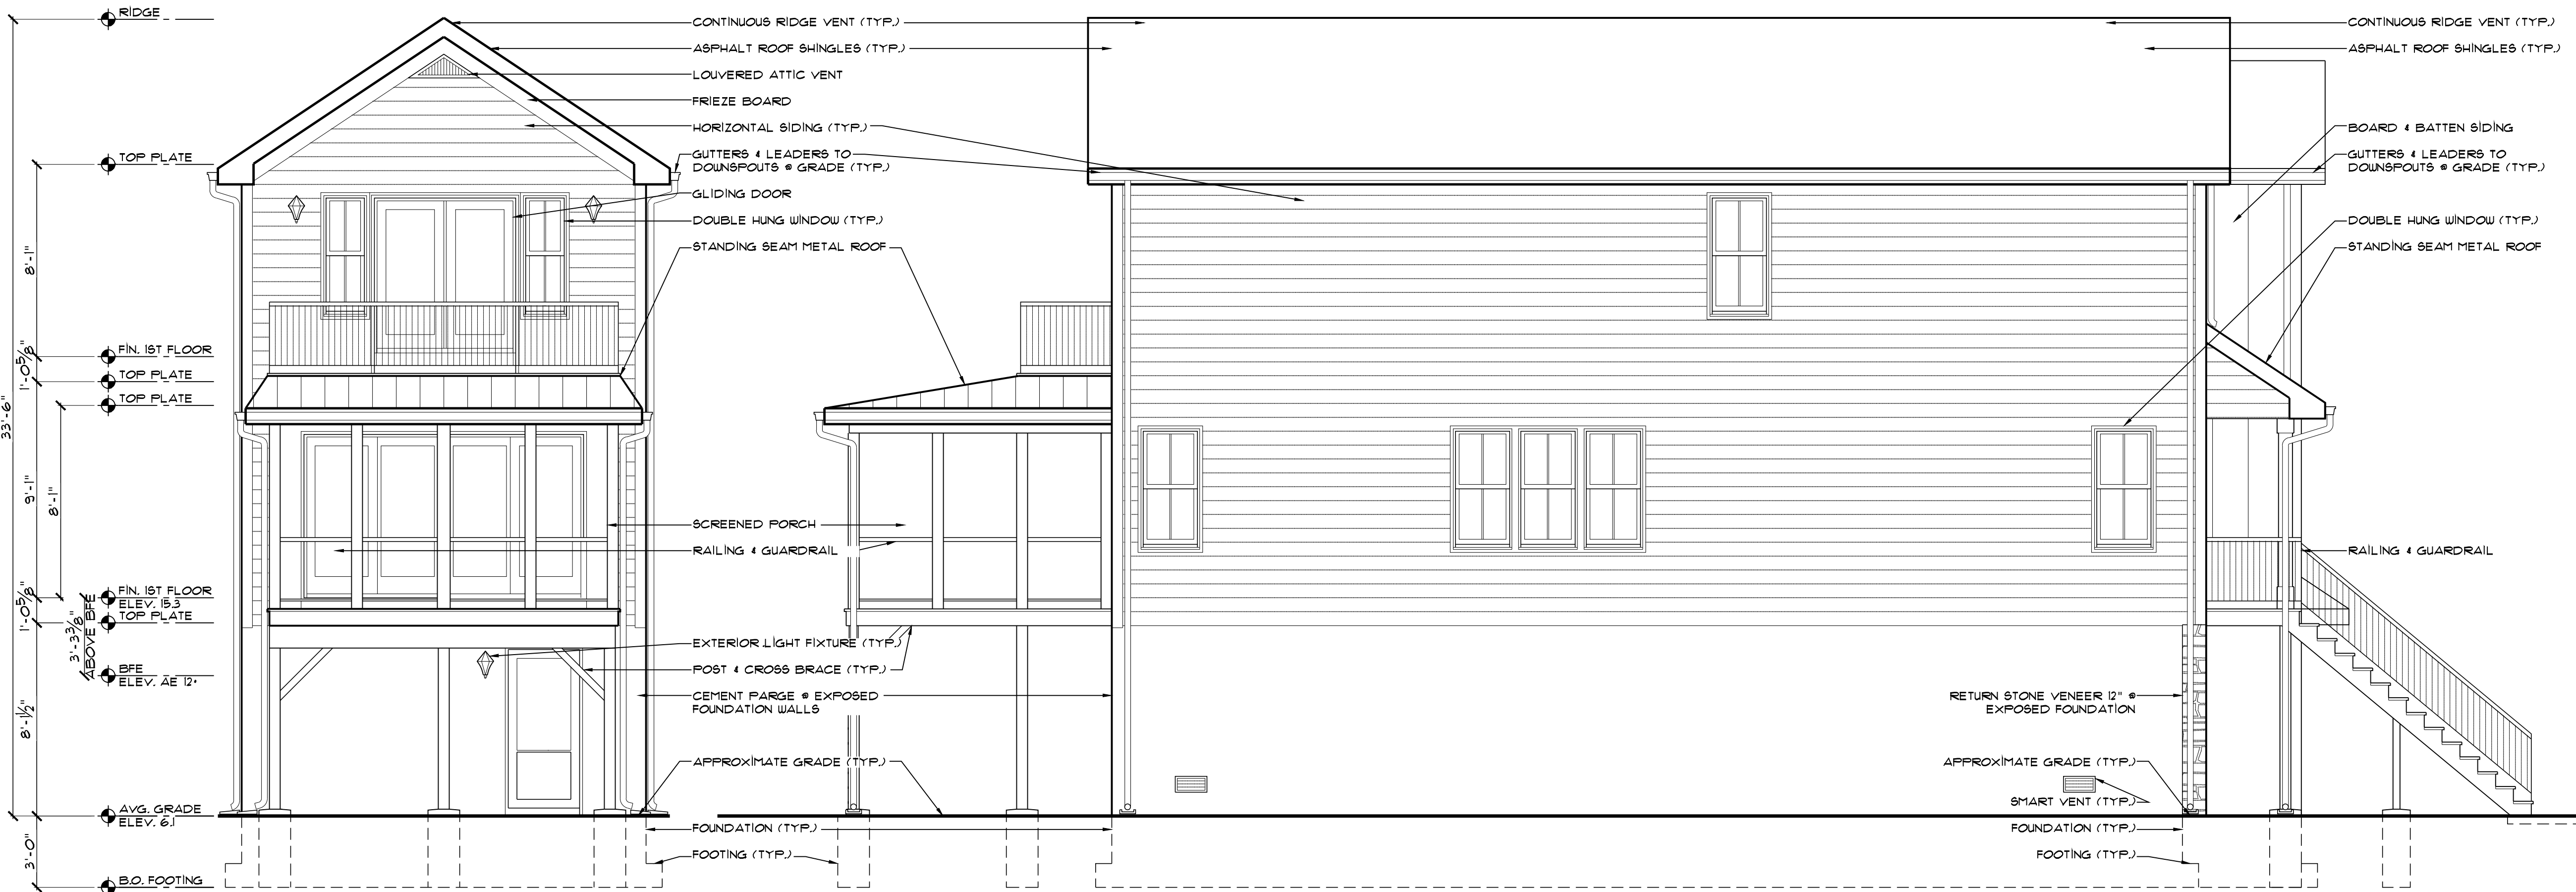 RIDGE
TOP PLATE
FIN. 1ST FLOOR
TOP PLATE
TOP PLATE
FIN. 1ST FLOOR
ELEV. 15.3
TOP PLATE
BFE
ELEV. AE 12'
AVG. GRADE
ELEV. 6.1
B.O. FOOTING
33'-6"
8'-1"
1'-0 5/8"
9'-1"
8'-1"
1'-0 5/8"
3'-3 3/8"
ABOVE BFE
8'-1 1/2"
3'-0"
CONTINUOUS RIDGE VENT (TYP.)
ASPHALT ROOF SHINGLES (TYP.)
LOUVERED ATTIC VENT
FRIEZE BOARD
HORIZONTAL SIDING (TYP.)
GUTTERS & LEADERS TO
DOWNSPOUTS @ GRADE (TYP.)
GLIDING DOOR
DOUBLE HUNG WINDOW (TYP.)
STANDING SEAM METAL ROOF
SCREENED PORCH
RAILING & GUARDRAIL
EXTERIOR LIGHT FIXTURE (TYP.)
POST & CROSS BRACE (TYP.)
CEMENT PARGE @ EXPOSED
FOUNDATION WALLS
APPROXIMATE GRADE (TYP.)
FOUNDATION (TYP.)
FOOTING (TYP.)
CONTINUOUS RIDGE VENT (TYP.)
ASPHALT ROOF SHINGLES (TYP.)
BOARD & BATTEN SIDING
GUTTERS & LEADERS TO
DOWNSPOUTS @ GRADE (TYP.)
DOUBLE HUNG WINDOW (TYP.)
STANDING SEAM METAL ROOF
RAILING & GUARDRAIL
RETURN STONE VENEER 12" @
EXPOSED FOUNDATION
APPROXIMATE GRADE (TYP.)
SMART VENT (TYP.)
FOUNDATION (TYP.)
FOOTING (TYP.)